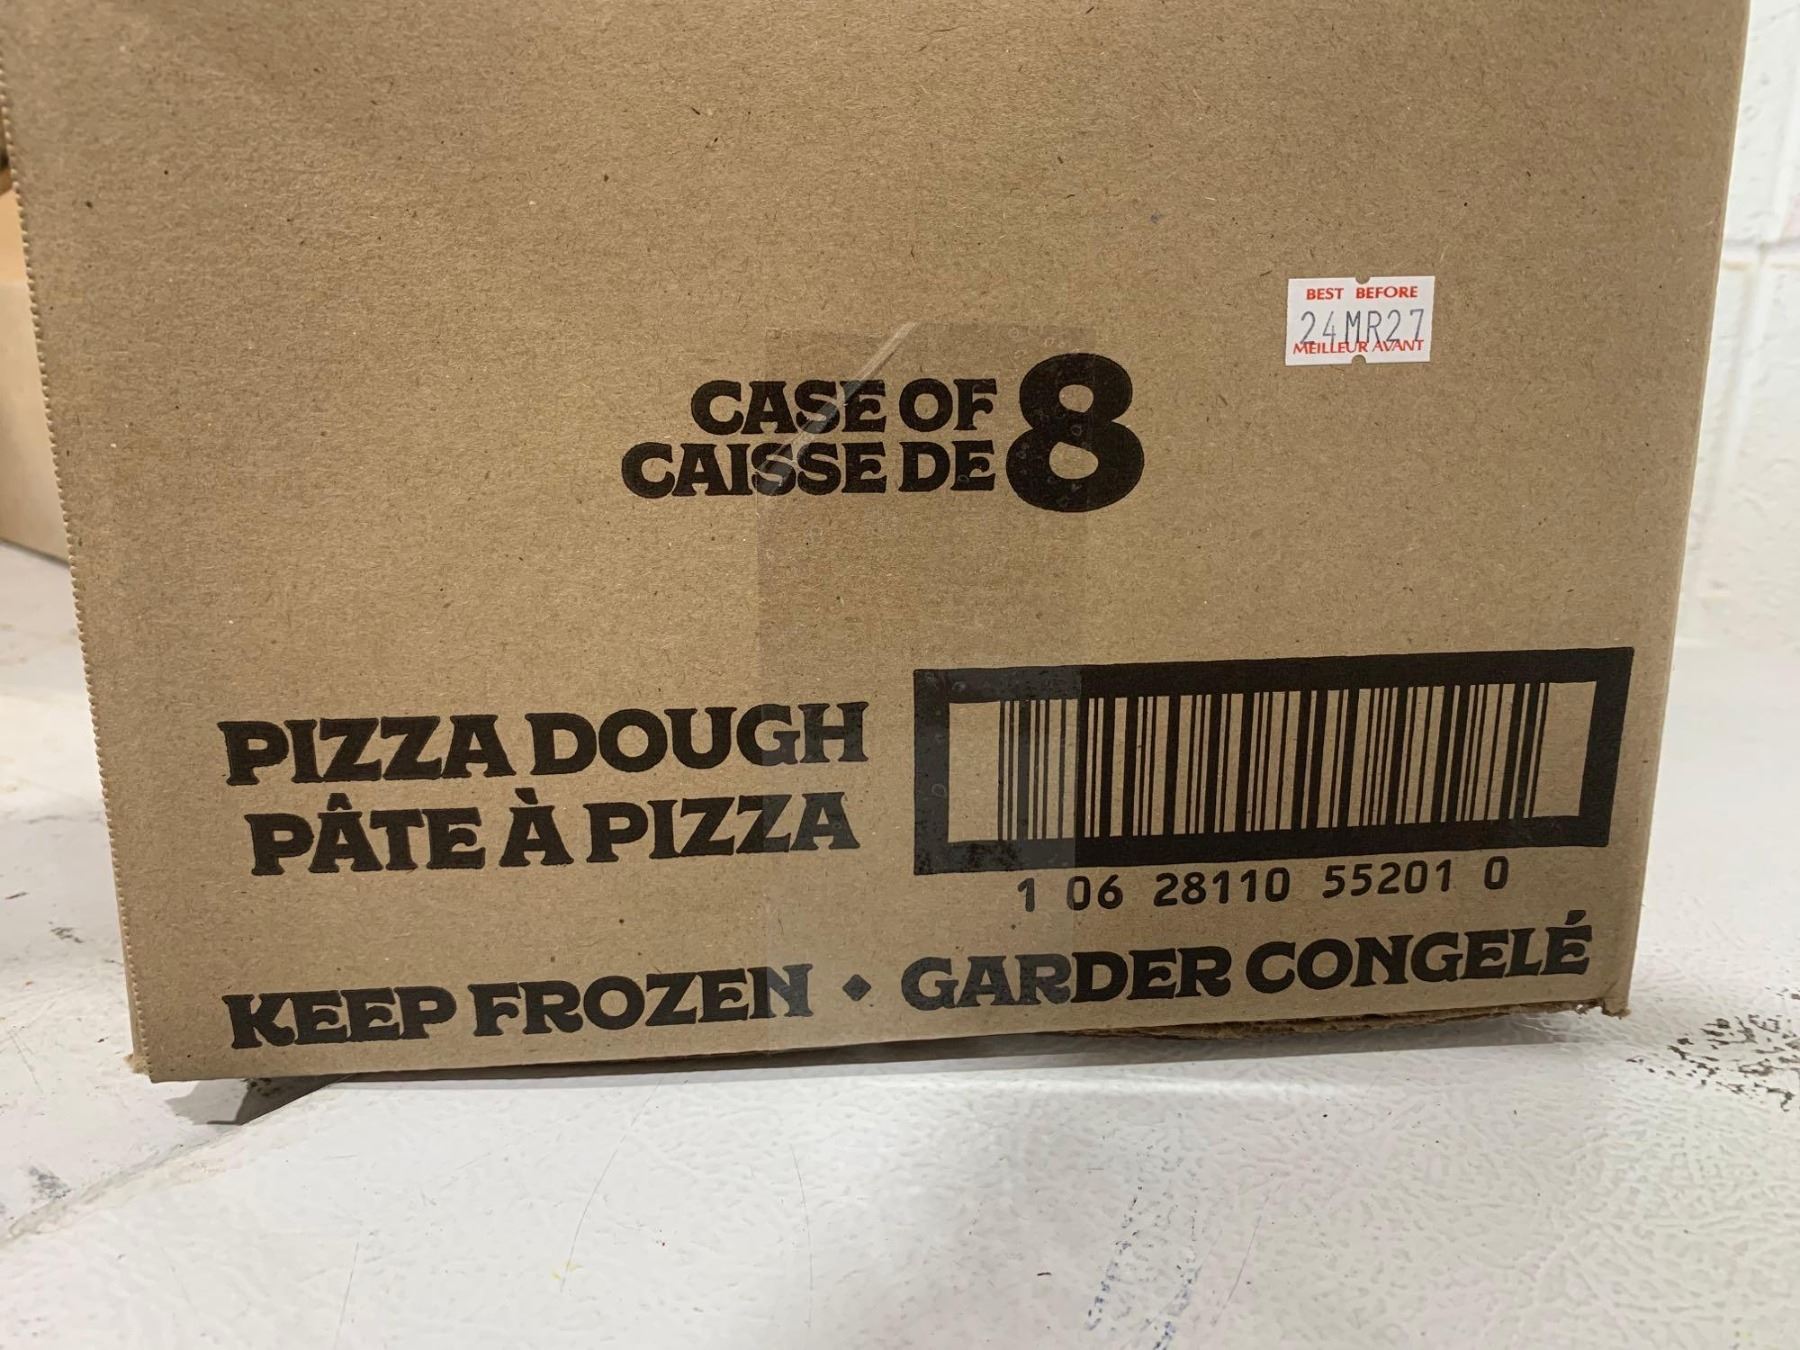 BEST BEFORE
24MR27
MEILLEUR AVANT
CASE OF 8
CAISSE DE
PIZZA DOUGH
PÂTE À PIZZA
1 06 28110 55201 0
KEEP FROZEN ◆ GARDER CONGELÉ